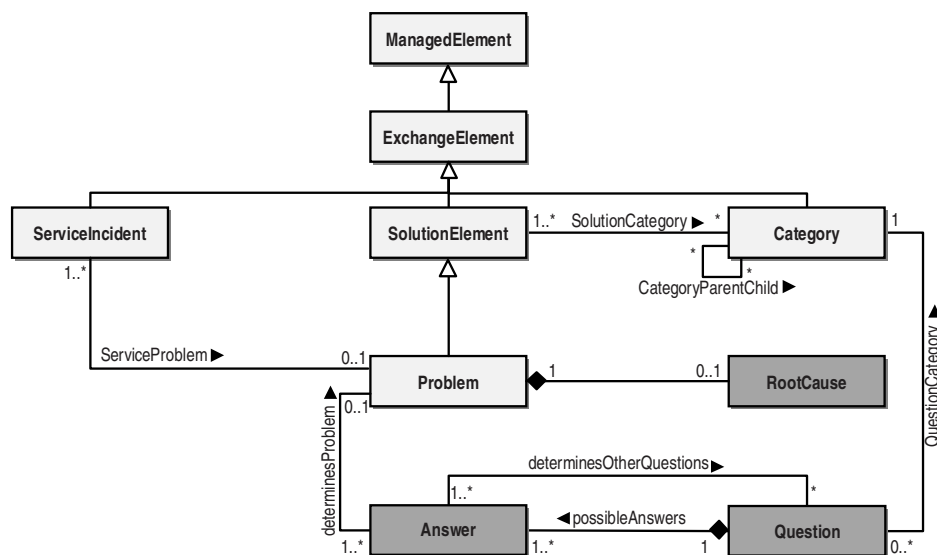 ManagedElement
ExchangeElement
ServiceIncident
SolutionElement
1..* SolutionCategory ▶ *
Category
1
1..*
* *
CategoryParentChild ▶
ServiceProblem ▶
0..1
Problem
1 0..1
RootCause
QuestionCategory ▶
0..1
determinesProblem ▶
determinesOtherQuestions ▶
1..* *
Answer
◀ possibleAnswers
Question
1..* 1..* 1 0..*